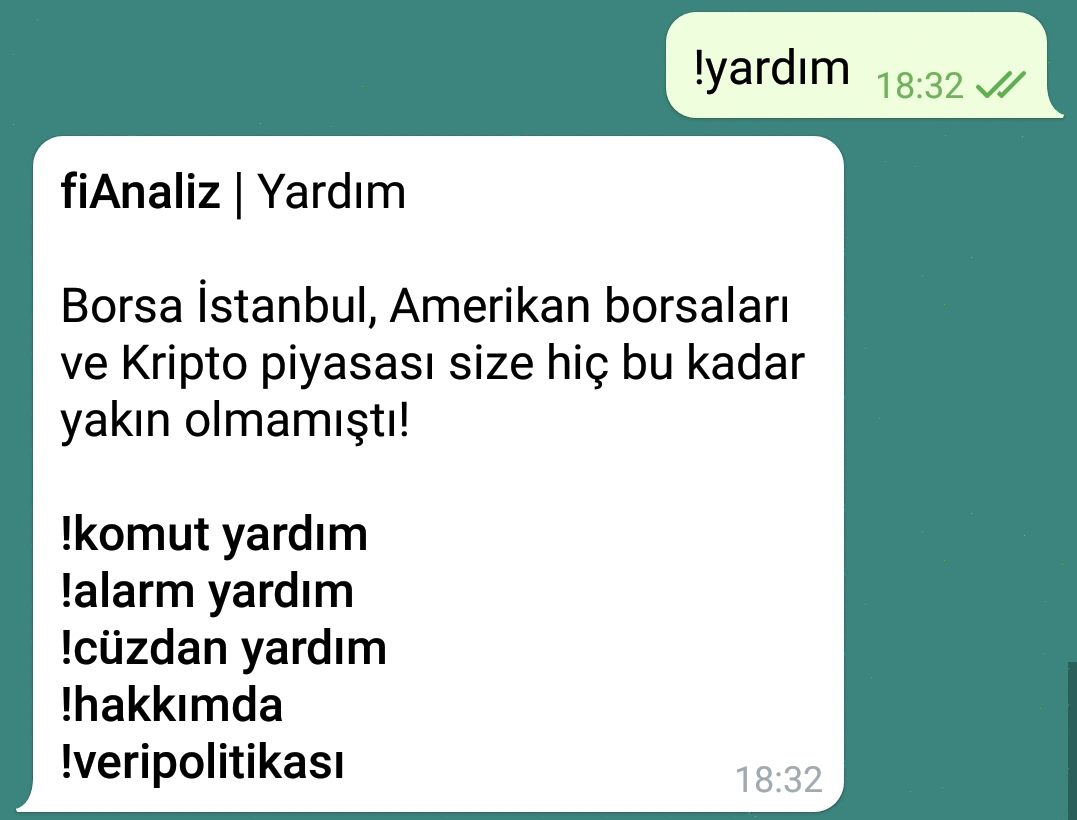 !yardım 18:32
fiAnaliz | Yardım
Borsa İstanbul, Amerikan borsaları
ve Kripto piyasası size hiç bu kadar
yakın olmamıştı!
!komut yardım
!alarm yardım
!cüzdan yardım
!hakkımda
!veripolitikası
18:32